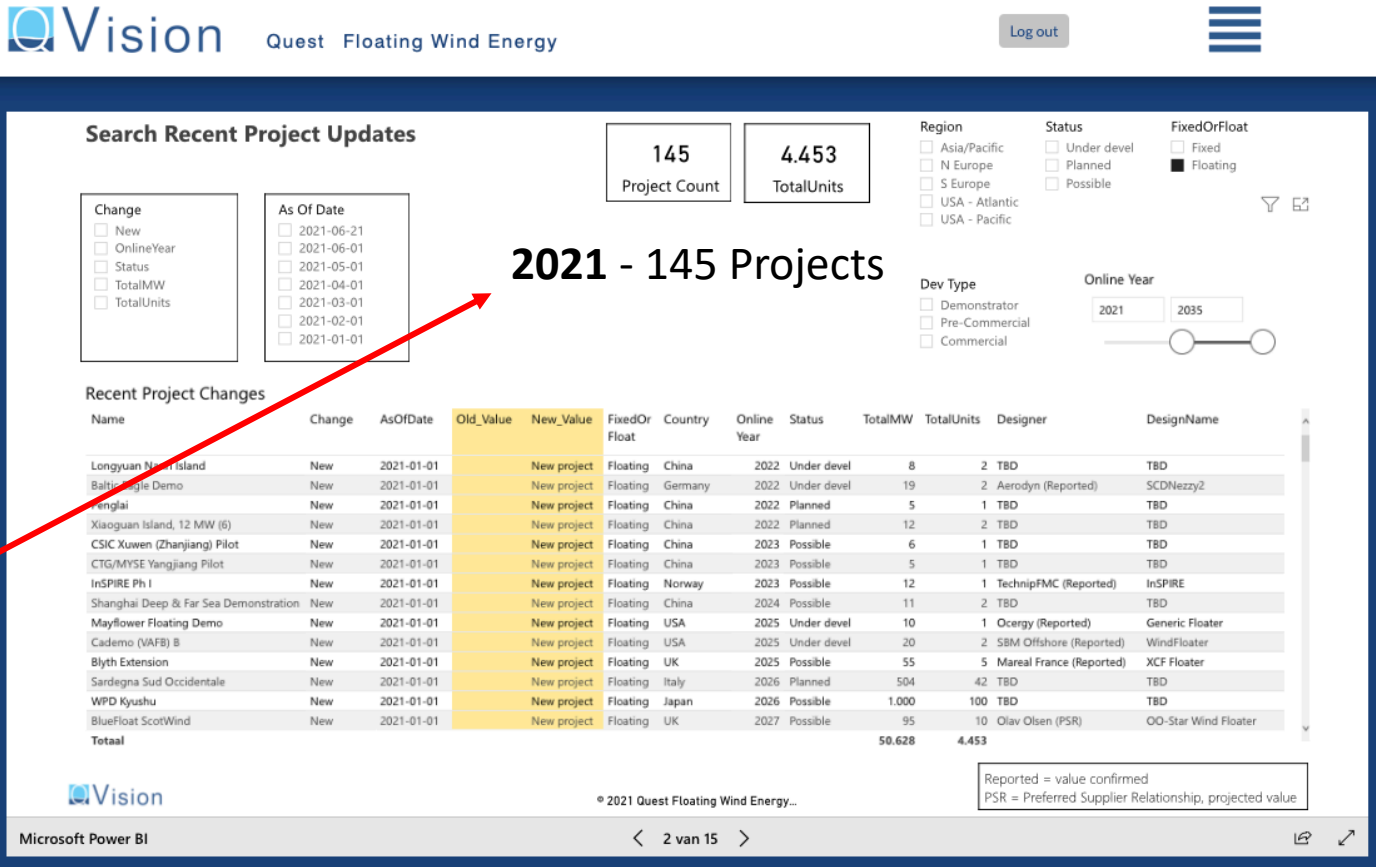 Vision Quest Floating Wind Energy
Log out
Search Recent Project Updates
145
Project Count
4.453
TotalUnits
Region
Asia/Pacific
N Europe
S Europe
USA - Atlantic
USA - Pacific
Status
Under devel
Planned
Possible
FixedOrFloat
Fixed
Floating
Change
New
OnlineYear
Status
TotalMW
TotalUnits
As Of Date
2021-06-21
2021-06-01
2021-05-01
2021-04-01
2021-03-01
2021-02-01
2021-01-01
2021 - 145 Projects
Dev Type
Demonstrator
Pre-Commercial
Commercial
Online Year
2021 2035
Recent Project Changes
Name Change AsOfDate Old_Value New_Value FixedOr Country Online Status TotalMW TotalUnits Designer DesignName
Float Year
Longyuan Island New 2021-01-01 New project Floating China 2022 Under devel 8 2 TBD TBD
Baltic Eagle Demo New 2021-01-01 New project Floating Germany 2022 Under devel 19 2 Aerodyn (Reported) SCDNezzy2
Penglai New 2021-01-01 New project Floating China 2022 Planned 5 1 TBD TBD
Xiaoguan Island, 12 MW (6) New 2021-01-01 New project Floating China 2022 Planned 12 2 TBD TBD
CSIC Xuwen (Zhanjiang) Pilot New 2021-01-01 New project Floating China 2023 Possible 6 1 TBD TBD
CTG/MYSE Yangjiang Pilot New 2021-01-01 New project Floating China 2023 Possible 5 1 TBD TBD
InSPIRE Ph I New 2021-01-01 New project Floating Norway 2023 Possible 12 1 TechnipFMC (Reported) InSPIRE
Shanghai Deep & Far Sea Demonstration New 2021-01-01 New project Floating China 2024 Possible 11 2 TBD TBD
Mayflower Floating Demo New 2021-01-01 New project Floating USA 2025 Under devel 10 1 Ocergy (Reported) Generic Floater
Cademo (VAFB) B New 2021-01-01 New project Floating USA 2025 Under devel 20 2 SBM Offshore (Reported) WindFloater
Blyth Extension New 2021-01-01 New project Floating UK 2025 Possible 55 5 Mareal France (Reported) XCF Floater
Sardegna Sud Occidentale New 2021-01-01 New project Floating Italy 2026 Planned 504 42 TBD TBD
WPD Kyushu New 2021-01-01 New project Floating Japan 2026 Possible 1.000 100 TBD TBD
BlueFloat ScotWind New 2021-01-01 New project Floating UK 2027 Possible 95 10 Olav Olsen (PSR) OO-Star Wind Floater
Totaal 50.628 4.453
Vision
© 2021 Quest Floating Wind Energy...
Reported = value confirmed
PSR = Preferred Supplier Relationship, projected value
Microsoft Power BI
2 van 15